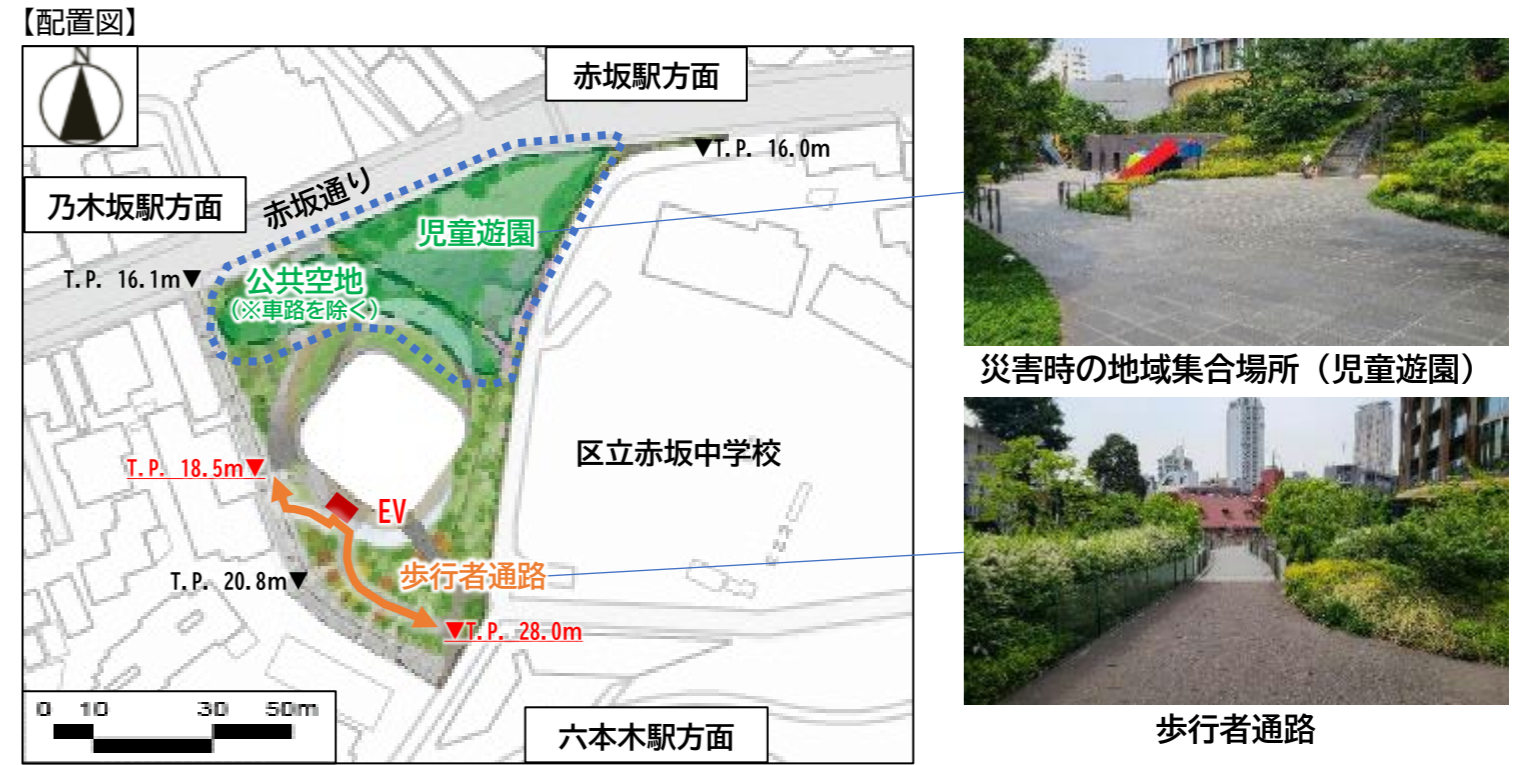 【配置図】
N
赤坂駅方面
▼T.P. 16.0m
乃木坂駅方面
赤坂通り
児童遊園
T.P. 16.1m▼
公共空地
（※車路を除く）
災害時の地域集合場所（児童遊園）
区立赤坂中学校
T.P. 18.5m▼
EV
T.P. 20.8m▼
歩行者通路
▼T.P. 28.0m
0 10 30 50m
六本木駅方面
歩行者通路